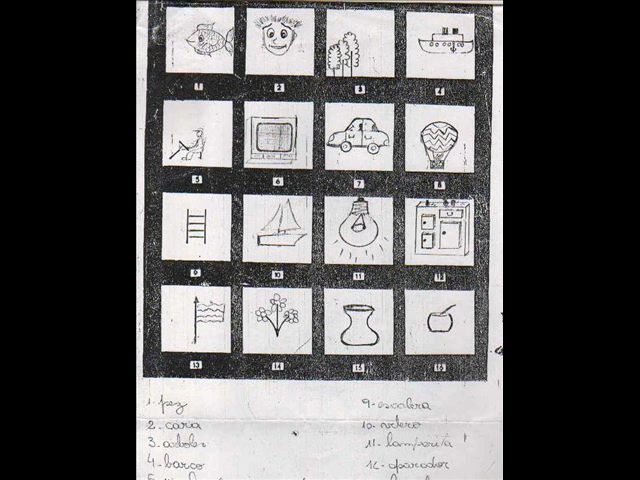 1 2 3 4
5 6 7 8
9 10 11 12
13 14 15 16
1- pez
2- cara
3- arboles
4- barco
9- escalera
10- velero
11- lamparita
12- aparador